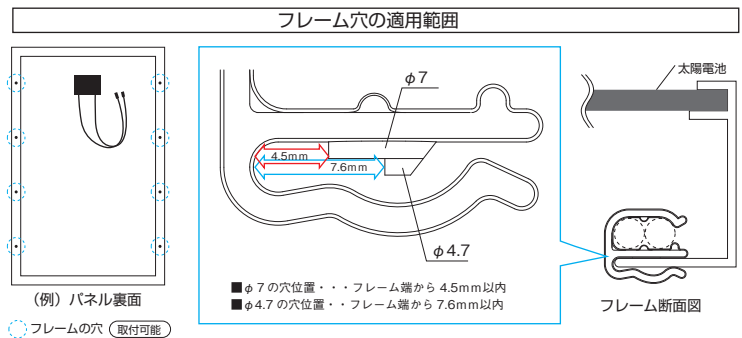 フレーム穴の適用範囲
太陽電池
φ7
4.5mm
7.6mm
φ4.7
■φ7の穴位置・・・フレーム端から 4.5mm以内
■φ4.7の穴位置・・フレーム端から 7.6mm以内
（例）パネル裏面
フレームの穴 取付可能
フレーム断面図